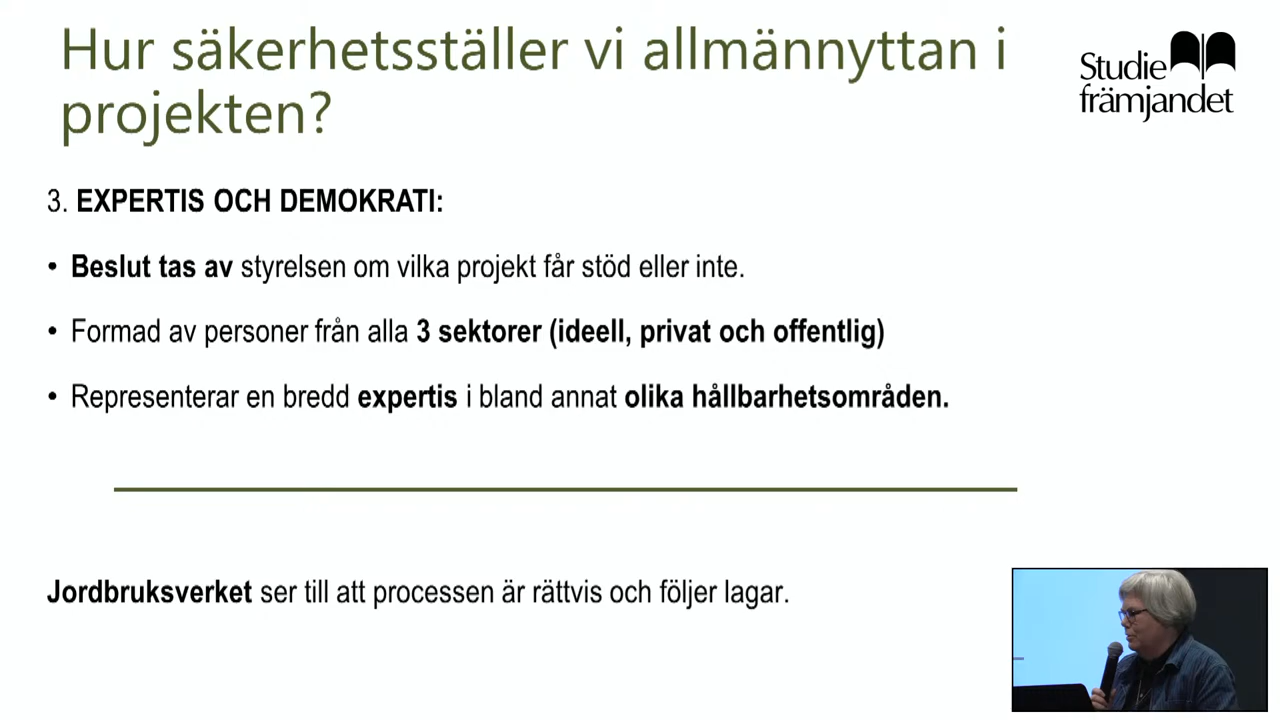 Hur säkerhetsställer vi allmännyttan i
projekten?
Studie
främjandet
3. EXPERTIS OCH DEMOKRATI:
• Beslut tas av styrelsen om vilka projekt får stöd eller inte.
• Formad av personer från alla 3 sektorer (ideell, privat och offentlig)
• Representerar en bredd expertis i bland annat olika hållbarhetsområden.
Jordbruksverket ser till att processen är rättvis och följer lagar.